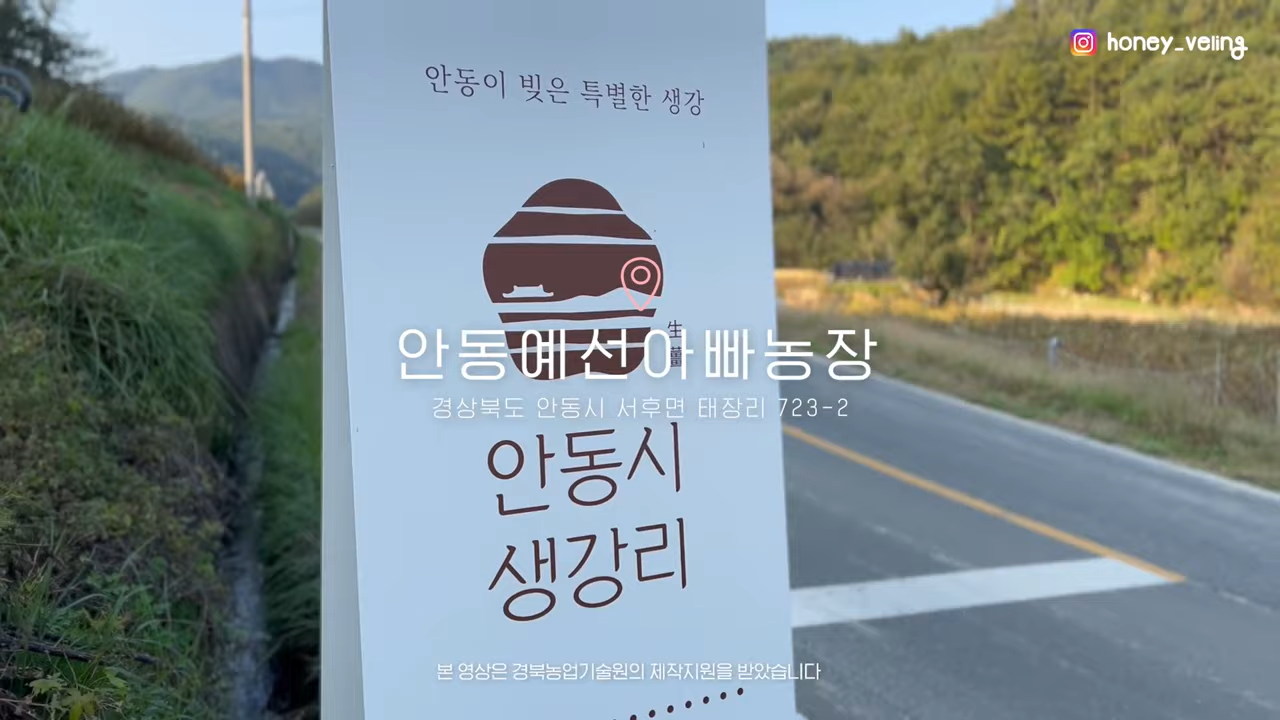 honey_veling
안동이 빚은 특별한 생강
生
薑
안동예선아빠농장
경상북도 안동시 서후면 태장리 723-2
안동시
생강리
본 영상은 경북농업기술원의 제작지원을 받았습니다